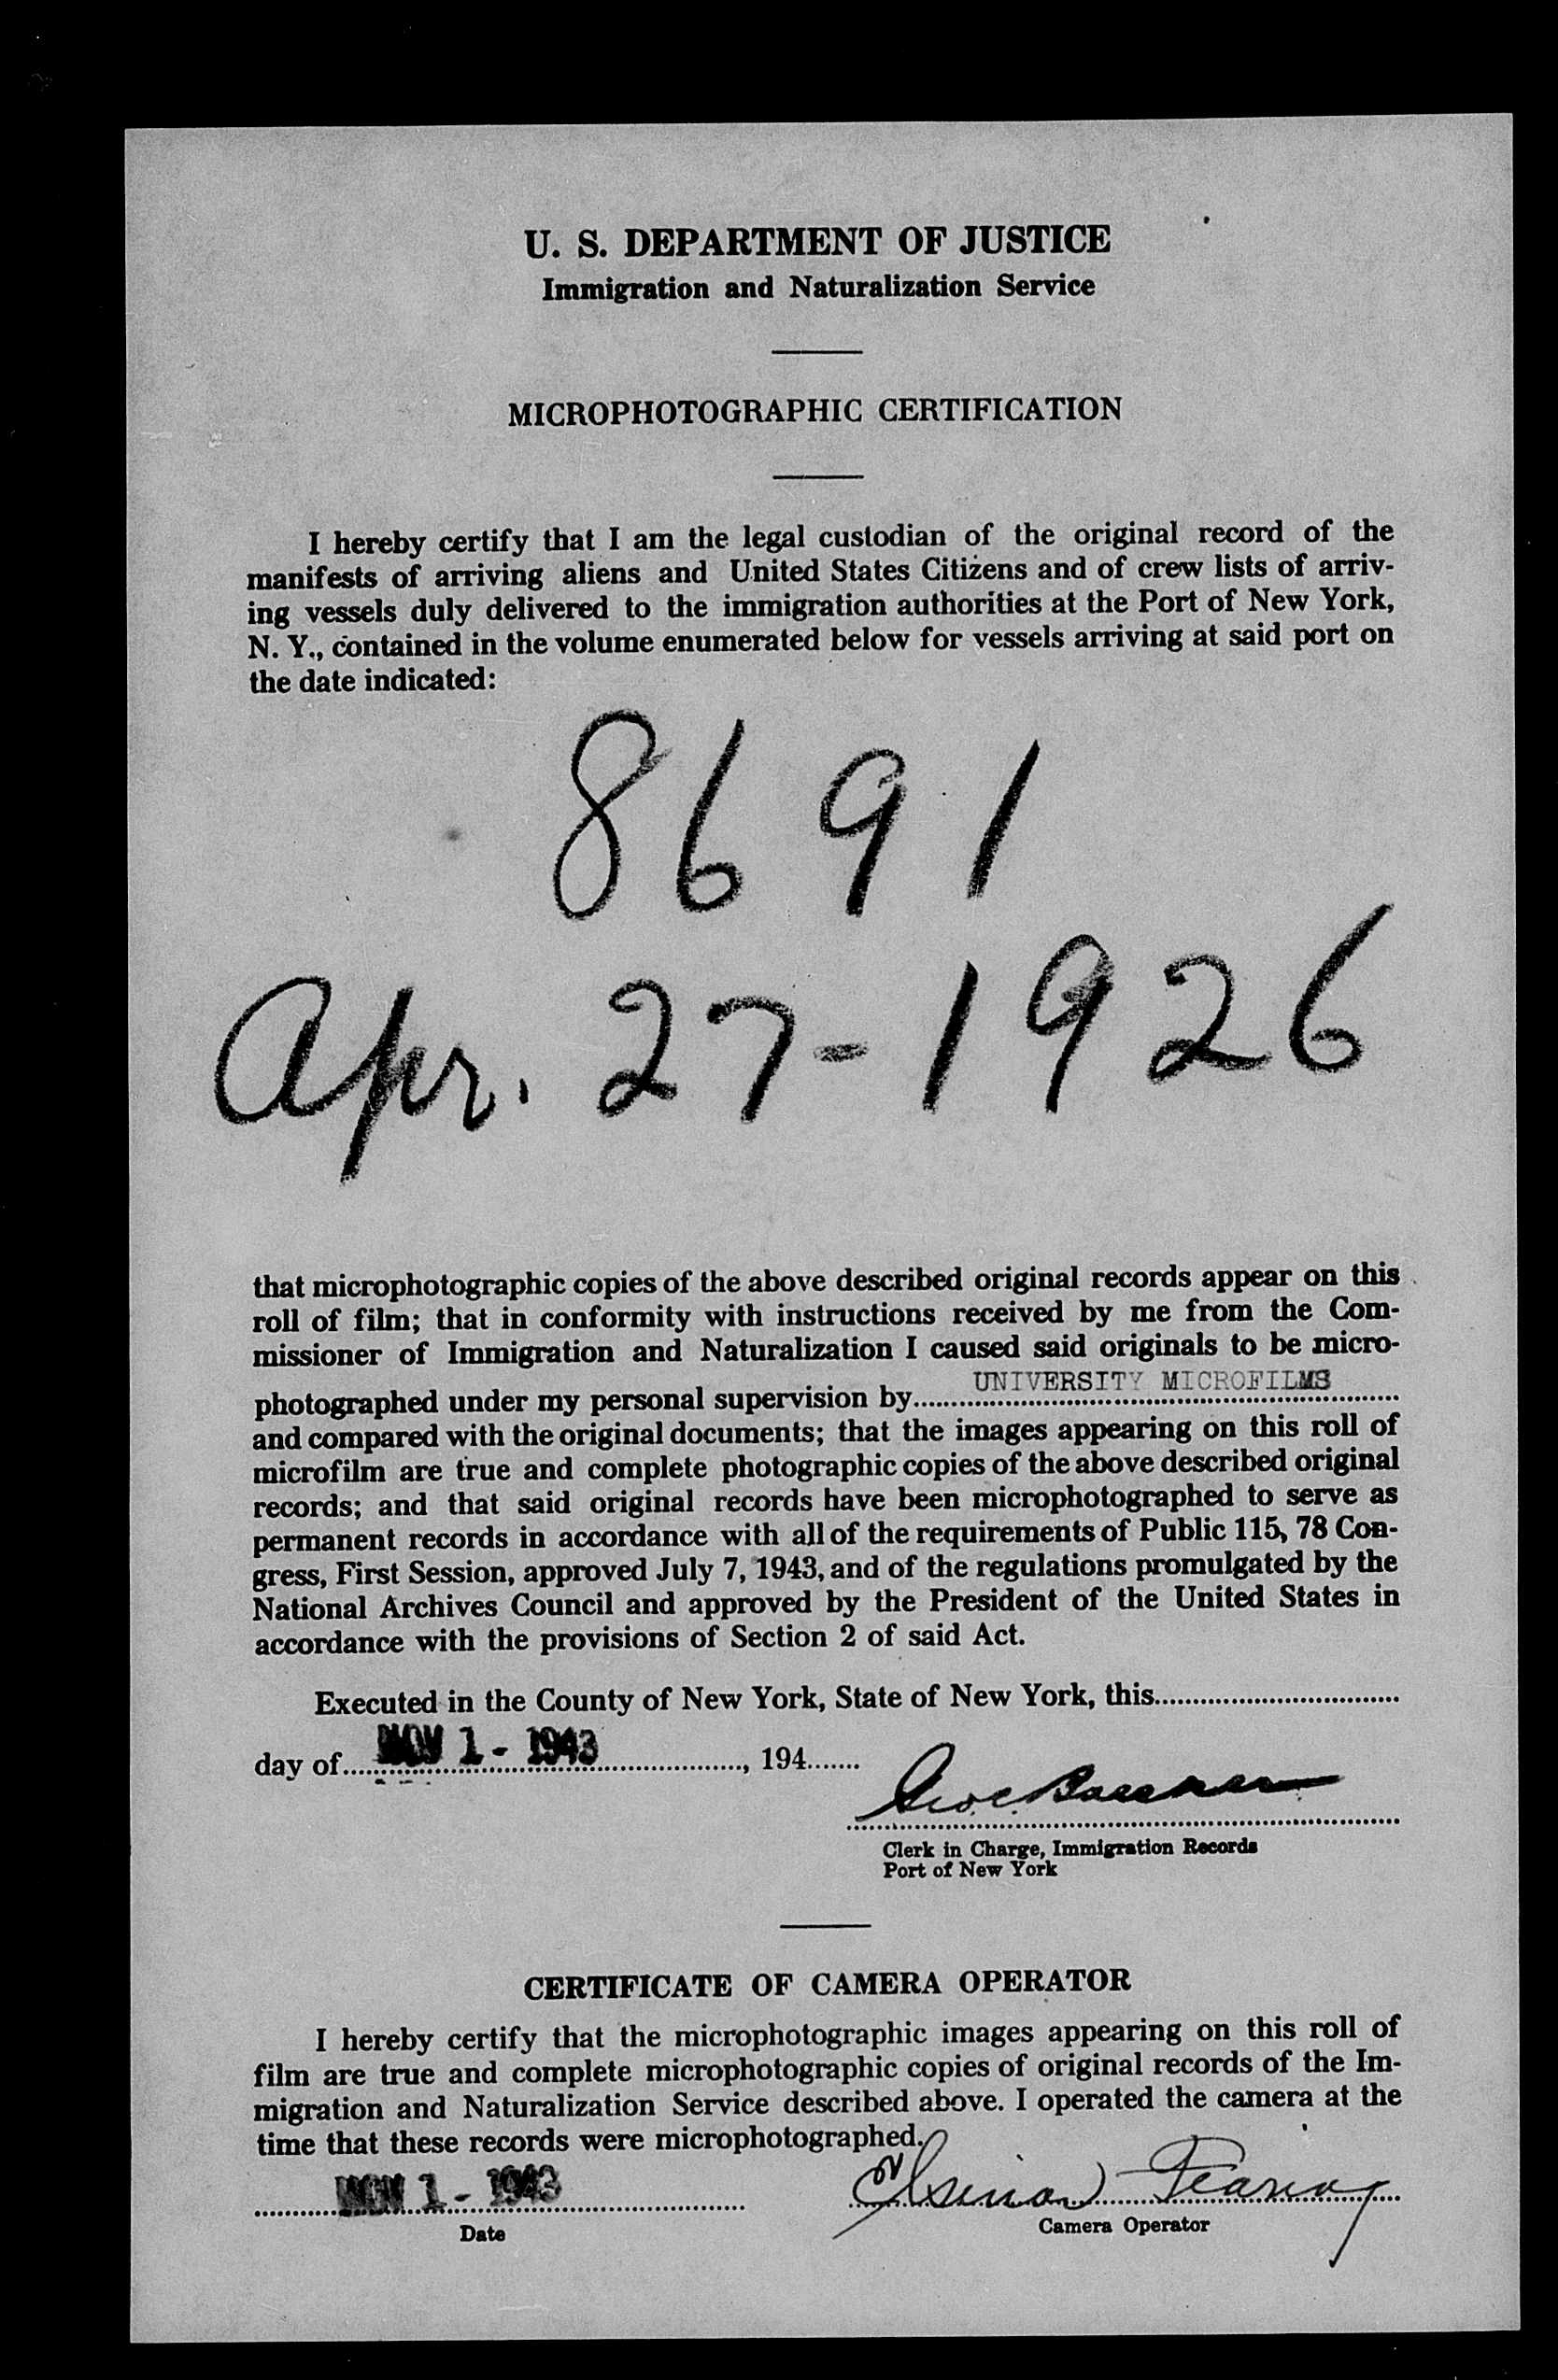 U. S. DEPARTMENT OF JUSTICE
Immigration and Naturalization Service
MICROPHOTOGRAPHIC CERTIFICATION
I hereby certify that I am the legal custodian of the original record of the
manifests of arriving aliens and United States Citizens and of crew lists of arriv-
ing vessels duly delivered to the immigration authorities at the Port of New York,
N. Y., contained in the volume enumerated below for vessels arriving at said port on
the date indicated:
8691
Apr. 27-1926
that microphotographic copies of the above described original records appear on this
roll of film; that in conformity with instructions received by me from the Com-
missioner of Immigration and Naturalization I caused said originals to be micro-
photographed under my personal supervision by UNIVERSITY MICROFILMS
and compared with the original documents; that the images appearing on this roll of
microfilm are true and complete photographic copies of the above described original
records; and that said original records have been microphotographed to serve as
permanent records in accordance with all of the requirements of Public 115, 78 Con-
gress, First Session, approved July 7, 1943, and of the regulations promulgated by the
National Archives Council and approved by the President of the United States in
accordance with the provisions of Section 2 of said Act.
Executed in the County of New York, State of New York, this
day of NOV 1 - 1943, 194
Clerk in Charge, Immigration Records
Port of New York
CERTIFICATE OF CAMERA OPERATOR
I hereby certify that the microphotographic images appearing on this roll of
film are true and complete microphotographic copies of original records of the Im-
migration and Naturalization Service described above. I operated the camera at the
time that these records were microphotographed.
NOV 1 - 1943
Date
Camera Operator